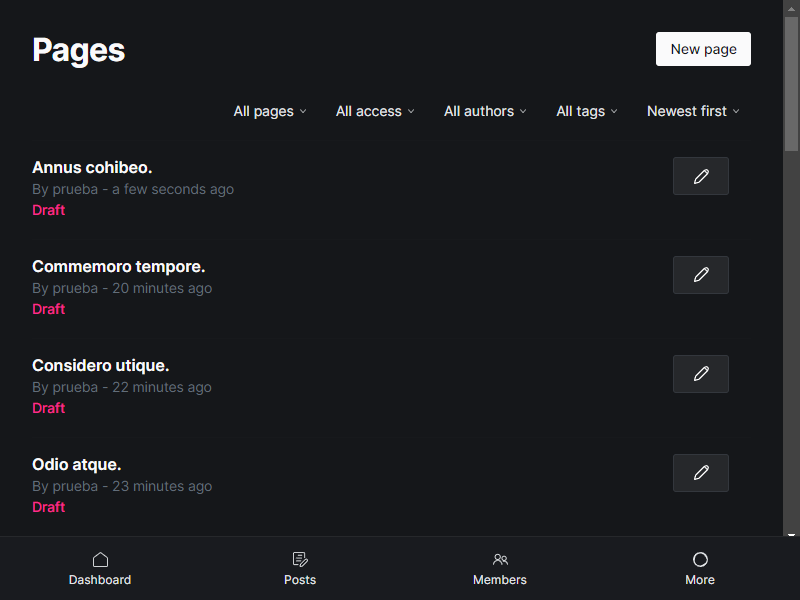 Pages
New page
All pages
All access
All authors
All tags
Newest first
Annus cohibeo.
By prueba - a few seconds ago
Draft
Commemoro tempore.
By prueba - 20 minutes ago
Draft
Considero utique.
By prueba - 22 minutes ago
Draft
Odio atque.
By prueba - 23 minutes ago
Draft
Dashboard
Posts
Members
More